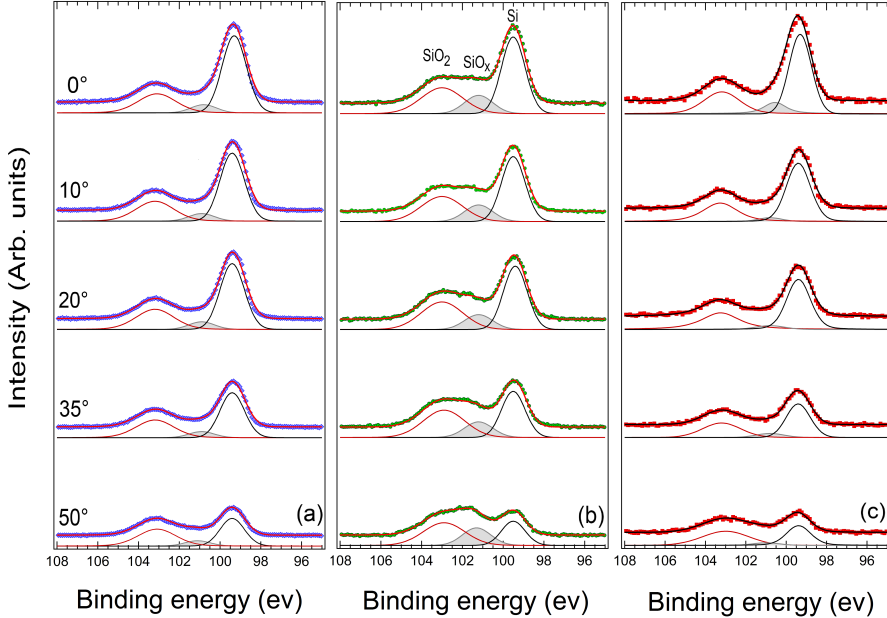 Intensity (Arb. units)
0°
10°
20°
35°
50°
108 106 104 102 100 98 96
Binding energy (ev)
(a)
SiO2
SiOx
Si
108 106 104 102 100 98 96
Binding energy (ev)
(b)
108 106 104 102 100 98 96
Binding energy (ev)
(c)